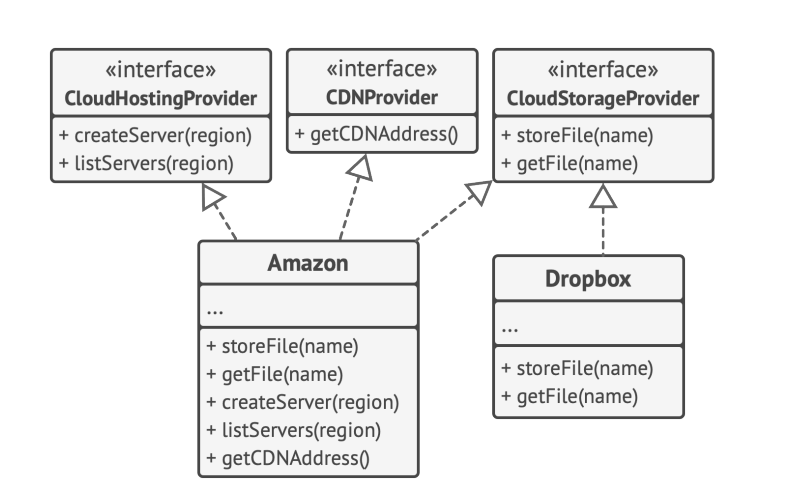 «interface»
CloudHostingProvider
+ createServer(region)
+ listServers(region)
«interface»
CDNProvider
+ getCDNAddress()
«interface»
CloudStorageProvider
+ storeFile(name)
+ getFile(name)
Amazon
...
+ storeFile(name)
+ getFile(name)
+ createServer(region)
+ listServers(region)
+ getCDNAddress()
Dropbox
...
+ storeFile(name)
+ getFile(name)